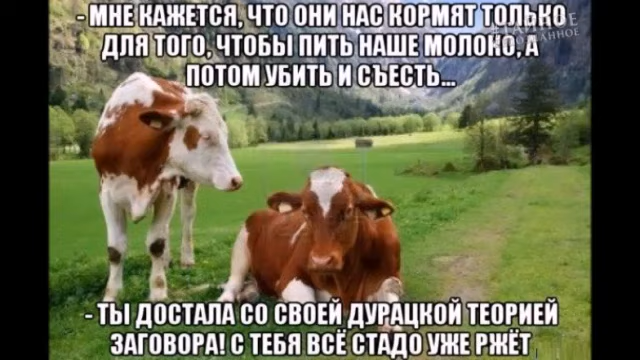 - МНЕ КАЖЕТСЯ, ЧТО ОНИ НАС КОРМЯТ ТОЛЬКО
ДЛЯ ТОГО, ЧТОБЫ ПИТЬ НАШЕ МОЛОКО, А
ПОТОМ УБИТЬ И СЪЕСТЬ...
- ТЫ ДОСТАЛА СО СВОЕЙ ДУРАЦКОЙ ТЕОРИЕЙ
ЗАГОВОРА! С ТЕБЯ ВСЁ СТАДО УЖЕ РЖЁТ